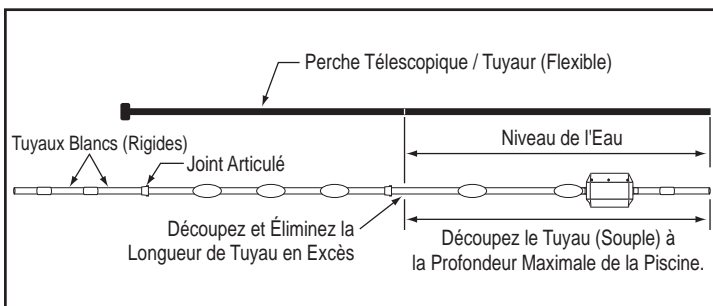 Perche Télescopique / Tuyaur (Flexible)
Niveau de l'Eau
Tuyaux Blancs (Rigides)
Joint Articulé
Découpez et Éliminez la
Longueur de Tuyau en Excès
Découpez le Tuyau (Souple) à
la Profondeur Maximale de la Piscine.